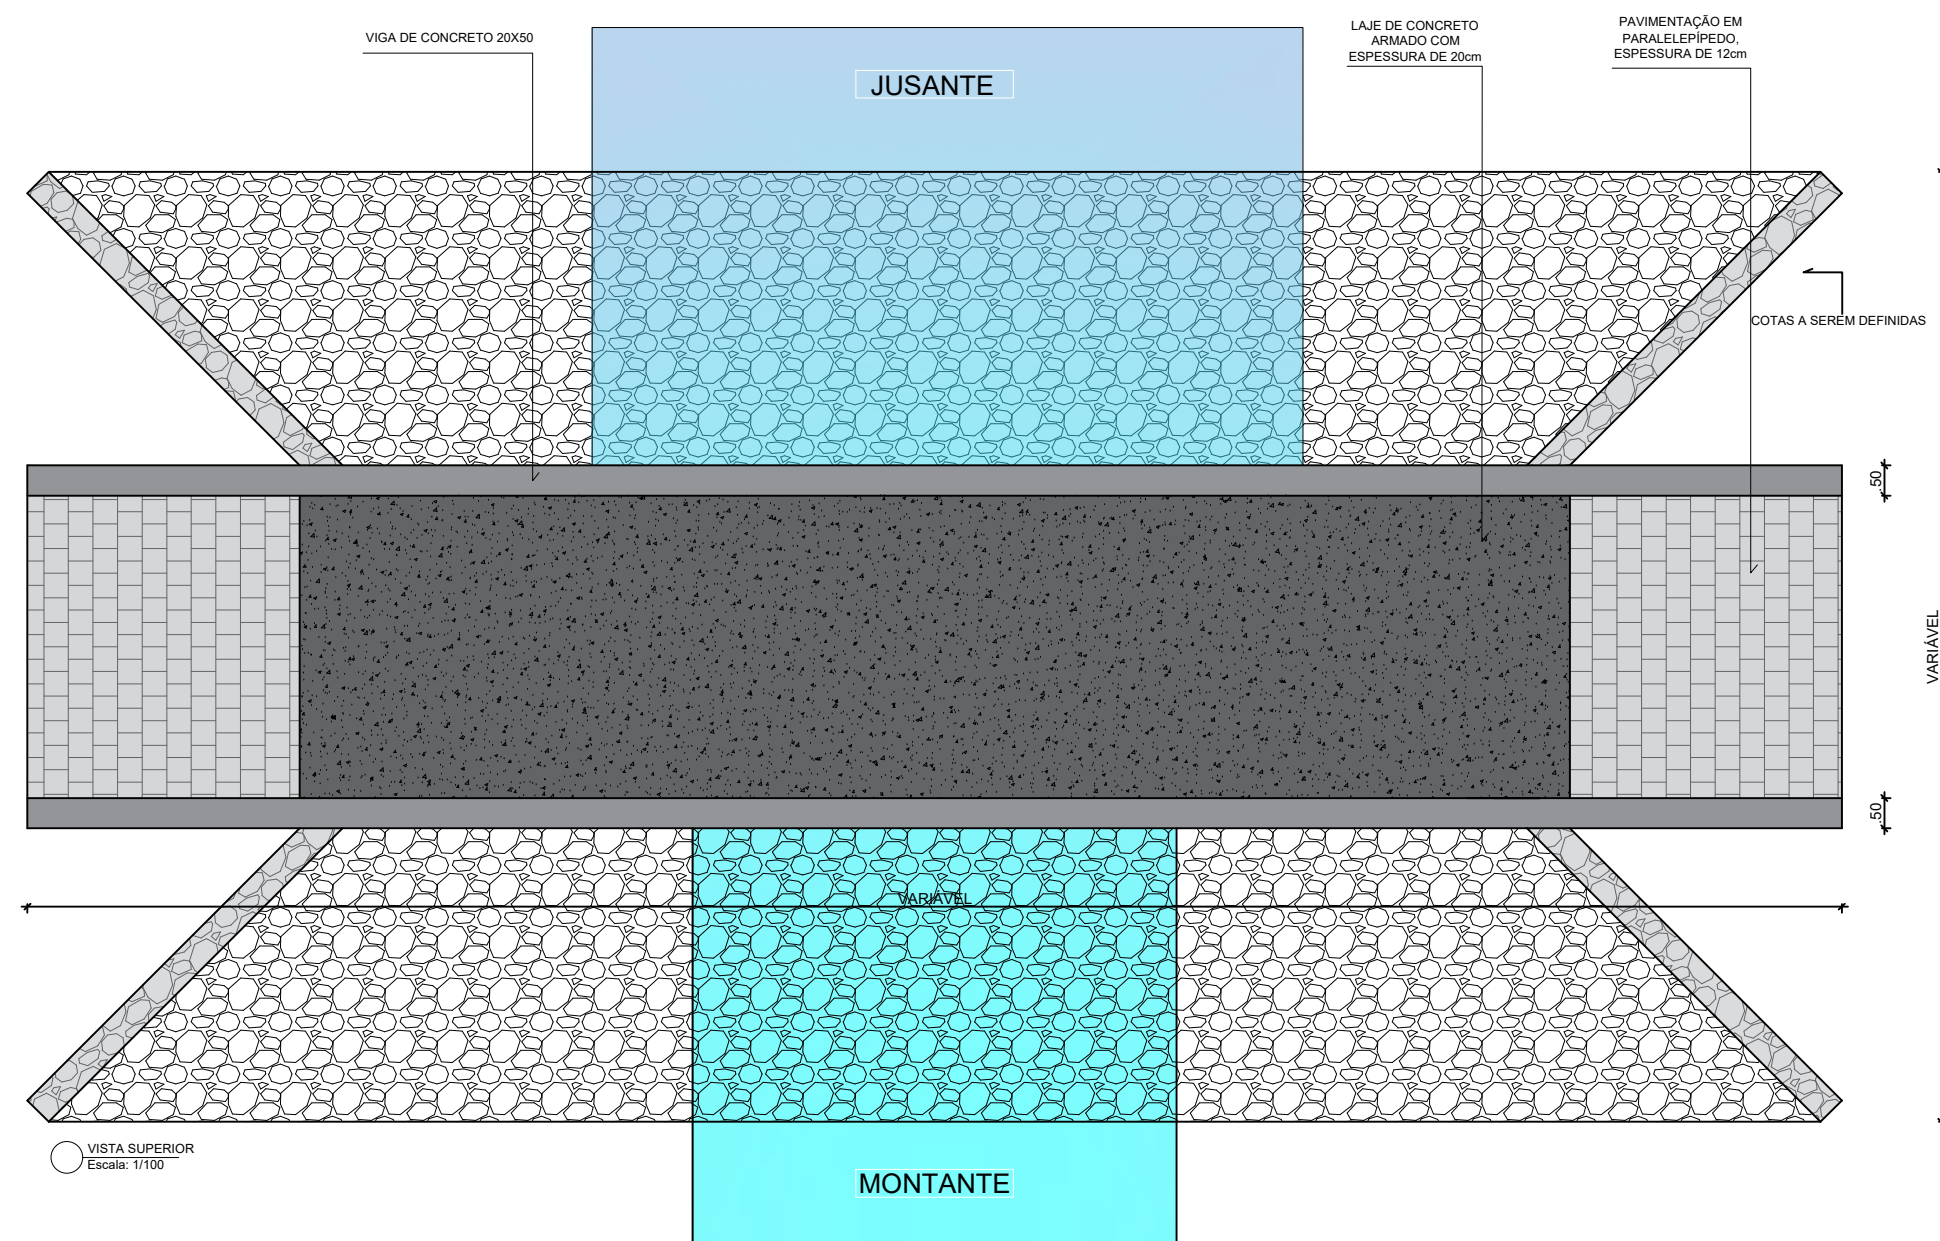 VIGA DE CONCRETO 20X50
LAJE DE CONCRETO
ARMADO COM
ESPESSURA DE 20cm
PAVIMENTAÇÃO EM
PARALELEPÍPEDO,
ESPESSURA DE 12cm
JUSANTE
COTAS A SEREM DEFINIDAS
.50
VARIÁVEL
.50
VARIÁVEL
VISTA SUPERIOR
Escala: 1/100
MONTANTE